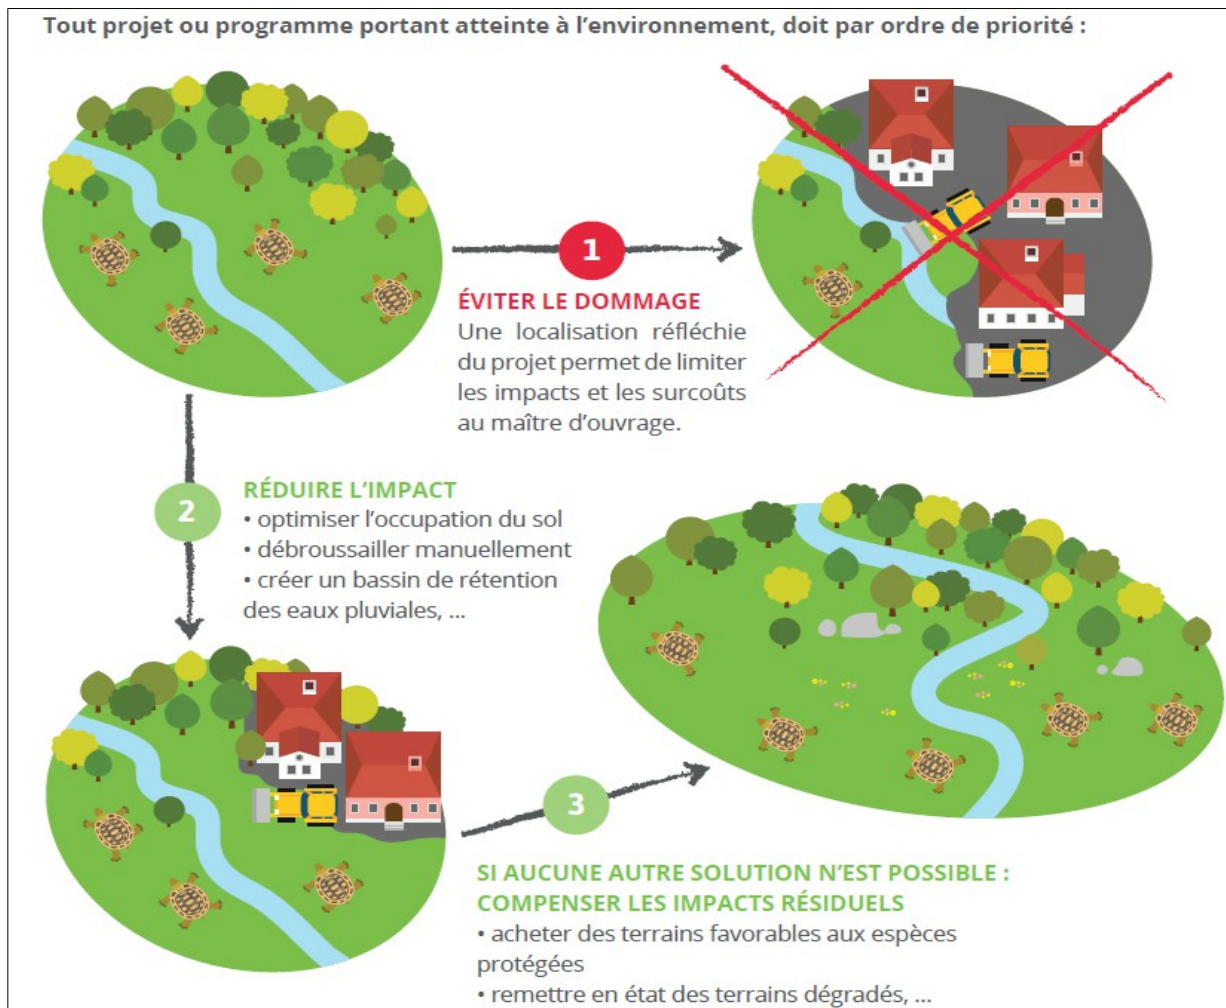 Tout projet ou programme portant atteinte à l'environnement, doit par ordre de priorité :
1
ÉVITER LE DOMMAGE
Une localisation réfléchie
du projet permet de limiter
les impacts et les surcoûts
au maître d'ouvrage.
2
RÉDUIRE L'IMPACT
• optimiser l'occupation du sol
• débroussailler manuellement
• créer un bassin de rétention
des eaux pluviales, ...
3
SI AUCUNE AUTRE SOLUTION N'EST POSSIBLE :
COMPENSER LES IMPACTS RÉSIDUELS
• acheter des terrains favorables aux espèces
protégées
• remettre en état des terrains dégradés, ...